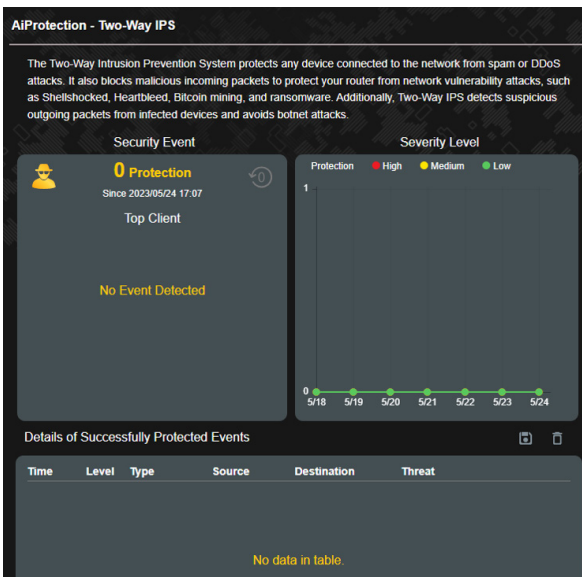 AiProtection - Two-Way IPS
The Two-Way Intrusion Prevention System protects any device connected to the network from spam or DDoS
attacks. It also blocks malicious incoming packets to protect your router from network vulnerability attacks, such
as Shellshocked, Heartbleed, Bitcoin mining, and ransomware. Additionally, Two-Way IPS detects suspicious
outgoing packets from infected devices and avoids botnet attacks.
Security Event
0 Protection
Since 2023/05/24 17:07
0
Top Client
No Event Detected
Severity Level
Protection High Medium Low
1
0
5/18 5/19 5/20 5/21 5/22 5/23 5/24
Details of Successfully Protected Events
Time Level Type Source Destination Threat
No data in table.